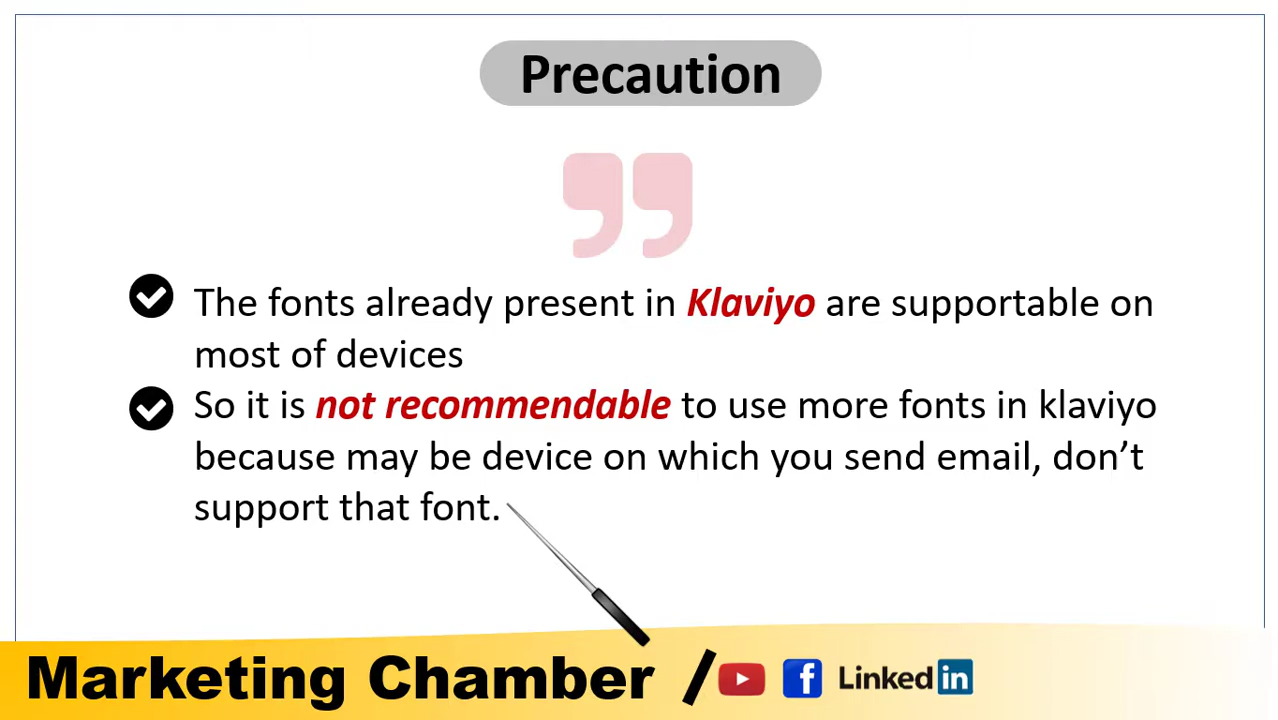 Precaution
The fonts already present in Klaviyo are supportable on
most of devices
So it is not recommendable to use more fonts in klaviyo
because may be device on which you send email, don’t
support that font.
Marketing Chamber / f Linked in